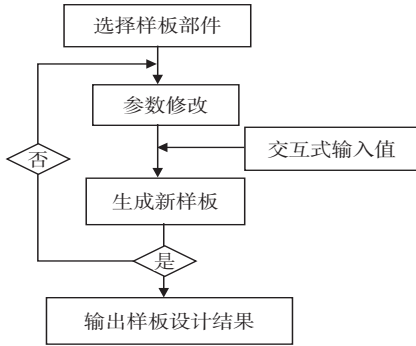 选择样板部件
参数修改
否
交互式输入值
生成新样板
是
输出样板设计结果